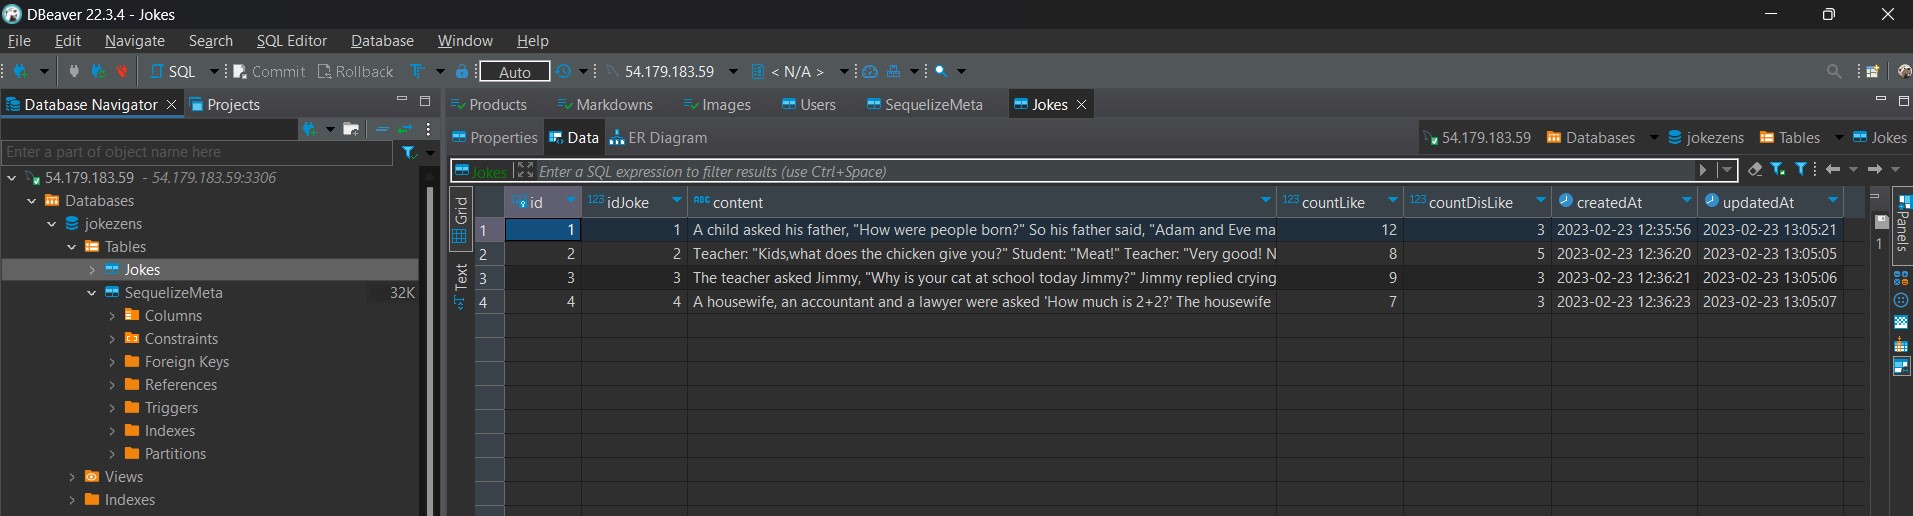 DBeaver 22.3.4 - Jokes
File Edit Navigate Search SQL Editor Database Window Help
SQL Commit Rollback Auto 54.179.183.59 < N/A >
Database Navigator Projects
Products Markdowns Images Users SequelizeMeta Jokes
Properties Data ER Diagram 54.179.183.59 Databases jokezens Tables Jokes
Enter a part of object name here
Jokes Enter a SQL expression to filter results (use Ctrl+Space)
54.179.183.59 - 54.179.183.59:3306
Databases
jokezens
Tables
Jokes
SequelizeMeta 32K
Columns
Constraints
Foreign Keys
References
Triggers
Indexes
Partitions
Views
Indexes
Grid
Text
id 123 idJoke ABC content 123 countLike 123 countDisLike createdAt updatedAt
1 1 1 A child asked his father, "How were people born?" So his father said, "Adam and Eve ma 12 3 2023-02-23 12:35:56 2023-02-23 13:05:21
2 2 2 Teacher: "Kids,what does the chicken give you?" Student: "Meat!" Teacher: "Very good! N 8 5 2023-02-23 12:36:20 2023-02-23 13:05:05
3 3 3 The teacher asked Jimmy, "Why is your cat at school today Jimmy?" Jimmy replied crying 9 3 2023-02-23 12:36:21 2023-02-23 13:05:06
4 4 4 A housewife, an accountant and a lawyer were asked 'How much is 2+2?' The housewife 7 3 2023-02-23 12:36:23 2023-02-23 13:05:07
1
Panels